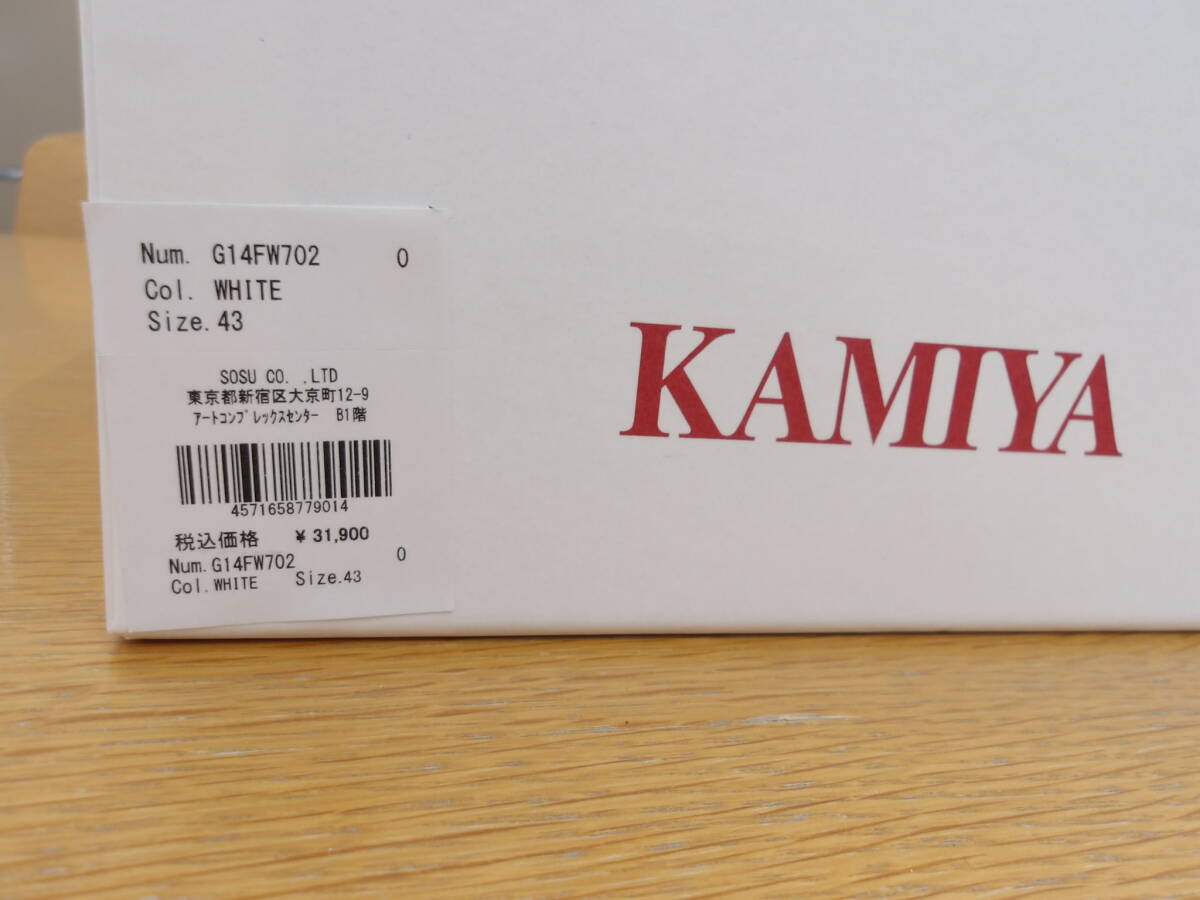 Num. G14FW702 0
Col. WHITE
Size. 43
SOSU CO. ,LTD
東京都新宿区大京町12-9
アートコンプレックスセンター B1階
4571658779014
税込価格 ¥ 31,900
Num. G14FW702 0
Col. WHITE Size. 43
KAMIYA